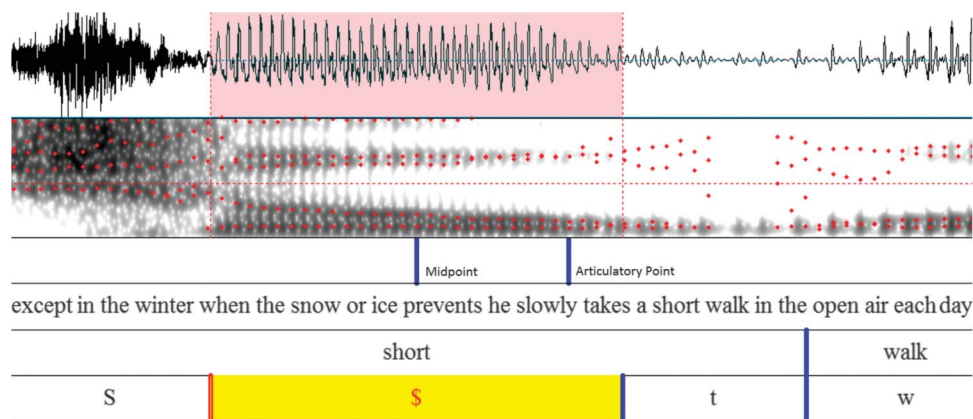 Midpoint Articulatory Point
except in the winter when the snow or ice prevents he slowly takes a short walk in the open air each day
short walk
S $ t w